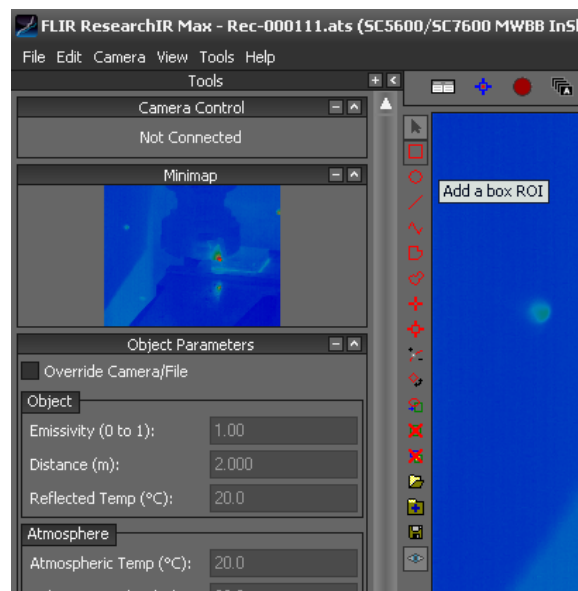 FLIR ResearchIR Max - Rec-000111.ats (SC5600/SC7600 MWBB
File Edit Camera View Tools Help
Tools
Camera Control
Not Connected
Minimap
Add a box ROI
Object Parameters
Override Camera/File
Object
Emissivity (0 to 1): 1.00
Distance (m): 2.000
Reflected Temp (°C): 20.0
Atmosphere
Atmospheric Temp (°C): 20.0